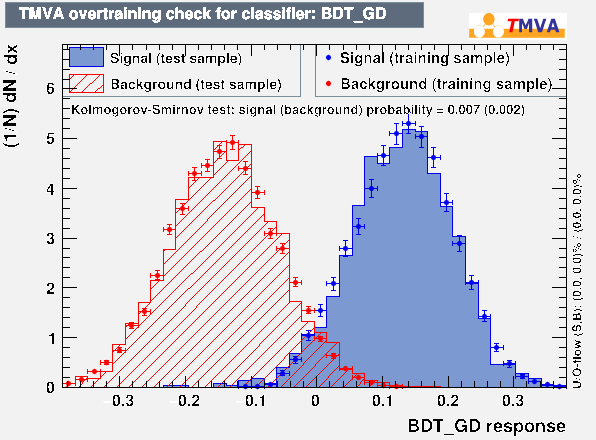 TMVA overtraining check for classifier: BDT_GD
TMVA
Signal (test sample)
Background (test sample)
Signal (training sample)
Background (training sample)
Kolmogorov-Smirnov test: signal (background) probability = 0.007 (0.002)
(1/N) dN / dx
6
5
4
3
2
1
0
−0.3 −0.2 −0.1 0 0.1 0.2 0.3
BDT_GD response
U/O-flow (S,B): (0.0, 0.0)% / (0.0, 0.0)%